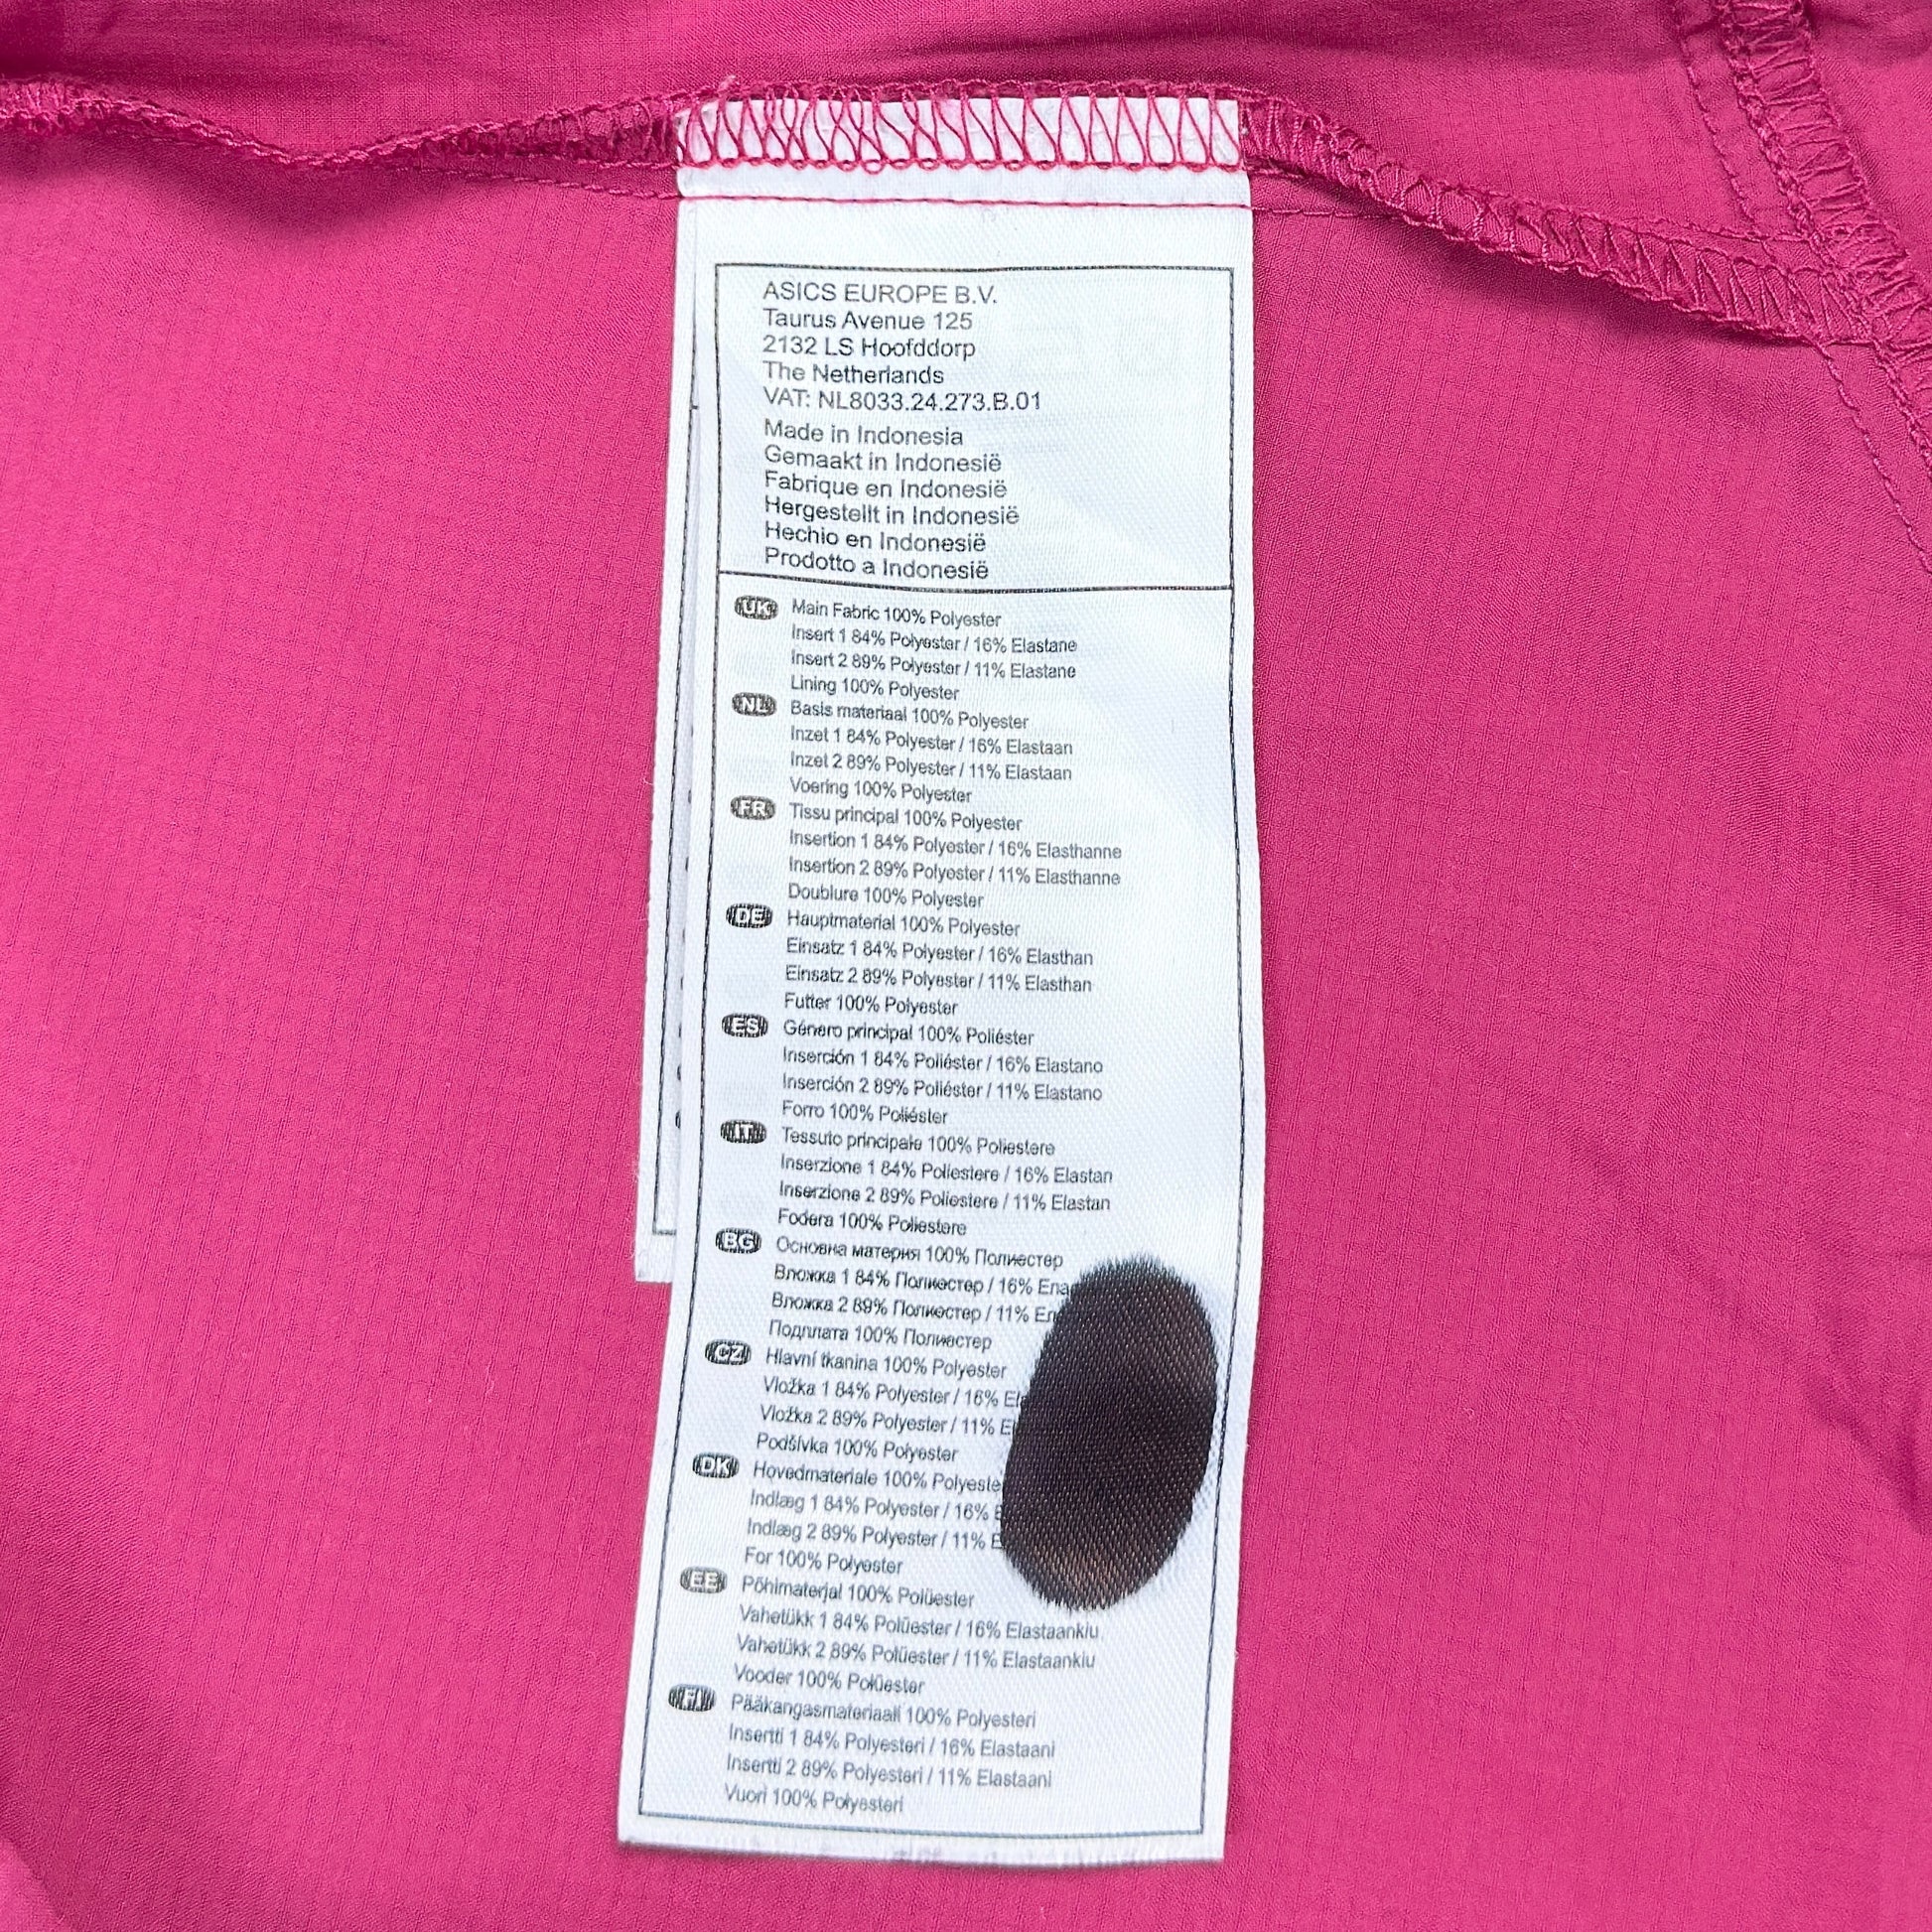 ASICS EUROPE B.V.
Taurus Avenue 125
2132 LS Hoofddorp
The Netherlands
VAT: NL8033.24.273.B.01
Made in Indonesia
Gemaakt in Indonesië
Fabrique en Indonesië
Hergestellt in Indonesië
Hechio en Indonesië
Prodotto a Indonesië
UK Main Fabric 100% Polyester
Insert 1 84% Polyester / 16% Elastane
Insert 2 89% Polyester / 11% Elastane
Lining 100% Polyester
NL Basis materiaal 100% Polyester
Inzet 1 84% Polyester / 16% Elastaan
Inzet 2 89% Polyester / 11% Elastaan
Voering 100% Polyester
FR Tissu principal 100% Polyester
Insertion 1 84% Polyester / 16% Elasthanne
Insertion 2 89% Polyester / 11% Elasthanne
Doublure 100% Polyester
DE Hauptmaterial 100% Polyester
Einsatz 1 84% Polyester / 16% Elasthan
Einsatz 2 89% Polyester / 11% Elasthan
Futter 100% Polyester
ES Género principal 100% Poliéster
Inserción 1 84% Poliéster / 16% Elastano
Inserción 2 89% Poliéster / 11% Elastano
Forro 100% Poliéster
IT Tessuto principale 100% Poliestere
Inserzione 1 84% Poliestere / 16% Elastan
Inserzione 2 89% Poliestere / 11% Elastan
Fodera 100% Poliestere
BG Основна материя 100% Полиестер
Вложка 1 84% Полиестер / 16%
Вложка 2 89% Полиестер / 11%
Подплата 100% Полиестер
CZ Hlavní tkanina 100% Polyester
Vložka 1 84% Polyester / 16%
Vložka 2 89% Polyester / 11%
Podšívka 100% Polyester
DK Hovedmateriale 100%
Indlæg 1 84% Polyester / 16%
Indlæg 2 89% Polyester / 11%
For 100% Polyester
EE Põhimaterjal 100% Polüester
Vahetükk 1 84% Polüester / 16% Elastaankiu
Vahetükk 2 89% Polüester / 11% Elastaankiu
Vooder 100% Polüester
FI Pääkangasmateriaali 100% Polyesteri
Insertti 1 84% Polyesteri / 16% Elastaani
Insertti 2 89% Polyesteri / 11% Elastaani
Vuori 100% Polyesteri